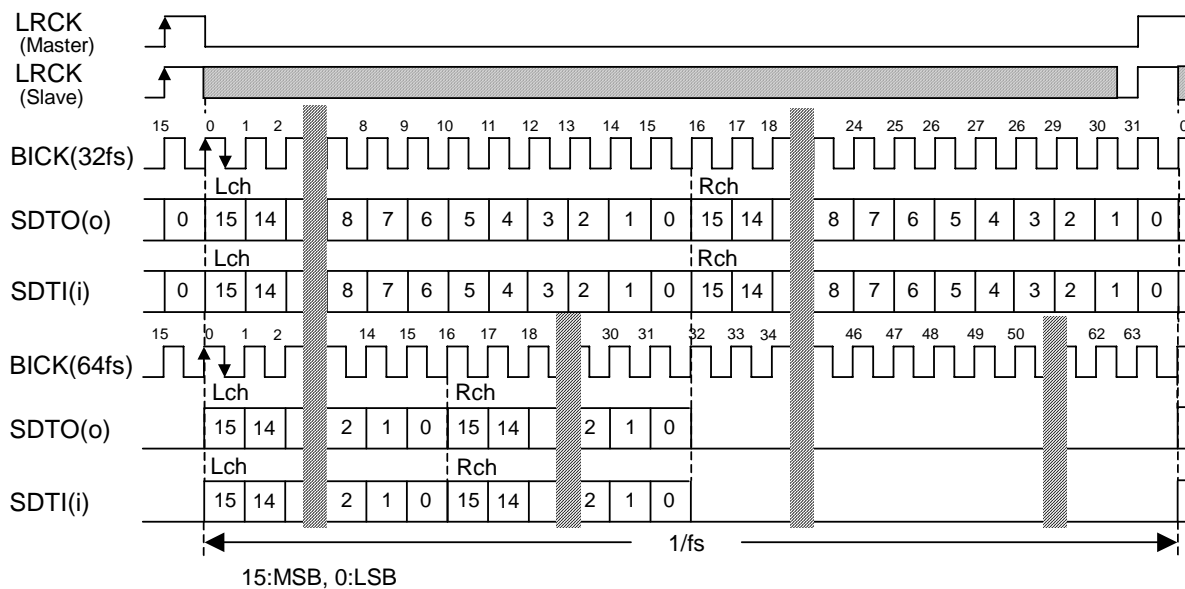 LRCK
(Master)
LRCK
(Slave)
15 0 1 2 8 9 10 11 12 13 14 15 16 17 18 24 25 26 27 26 29 30 31 0
BICK(32fs)
Lch Rch
SDTO(o) 0 15 14 8 7 6 5 4 3 2 1 0 15 14 8 7 6 5 4 3 2 1 0
Lch Rch
SDTI(i) 0 15 14 8 7 6 5 4 3 2 1 0 15 14 8 7 6 5 4 3 2 1 0
15 0 1 2 14 15 16 17 18 30 31 32 33 34 46 47 48 49 50 62 63
BICK(64fs)
Lch Rch
SDTO(o) 15 14 2 1 0 15 14 2 1 0
Lch Rch
SDTI(i) 15 14 2 1 0 15 14 2 1 0
1/fs
15:MSB, 0:LSB